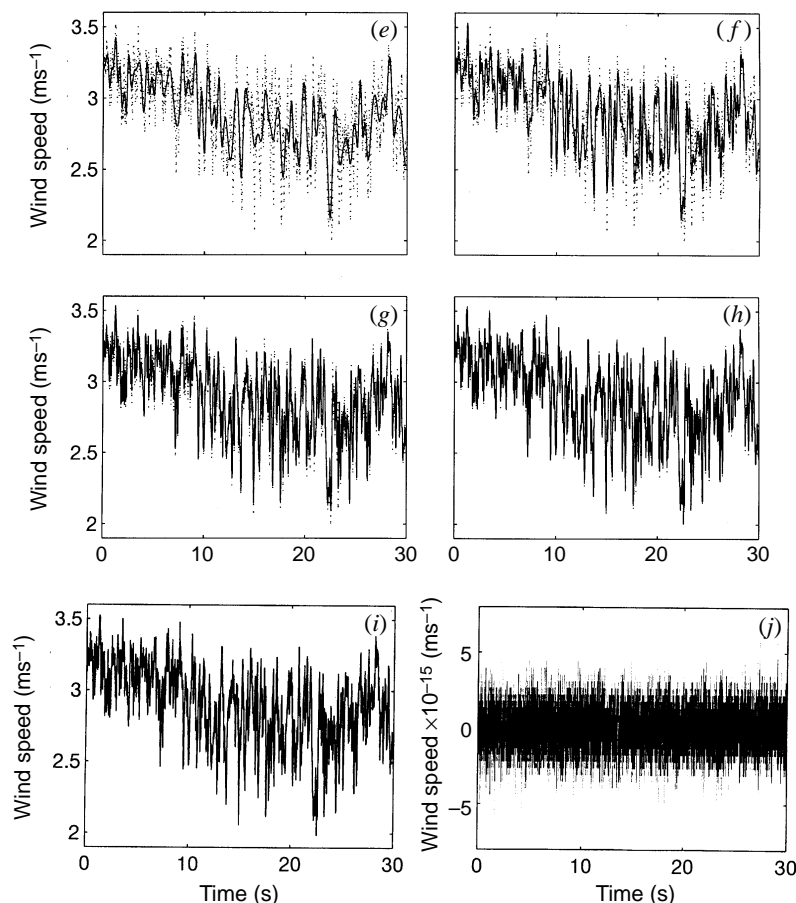 3.5
3
2.5
2
Wind speed (ms⁻¹)
(e)
(f)
3.5
3
2.5
2
Wind speed (ms⁻¹)
(g)
(h)
0 10 20 30
0 10 20 30
3.5
3
2.5
2
Wind speed (ms⁻¹)
(i)
0 10 20 30
Time (s)
5
0
−5
Wind speed ×10⁻¹⁵ (ms⁻¹)
(j)
0 10 20 30
Time (s)